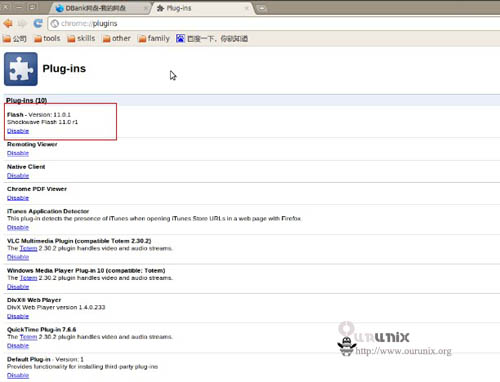 DBank网盘-我的网盘
Plug-ins
chrome://plugins
公司 tools skills other family 百度一下，你就知道
Plug-ins
Plug-ins (10)
Flash - Version: 11.0.1
Shockwave Flash 11.0 r1
Disable
Remoting Viewer
Disable
Native Client
Disable
Chrome PDF Viewer
Disable
iTunes Application Detector
This plug-in detects the presence of iTunes when opening iTunes Store URLs in a web page with Firefox.
Disable
VLC Multimedia Plugin (compatible Totem 2.30.2)
The Totem 2.30.2 plugin handles video and audio streams.
Disable
Windows Media Player Plug-in 10 (compatible; Totem)
The Totem 2.30.2 plugin handles video and audio streams.
Disable
DivX® Web Player
DivX Web Player version 1.4.0.233
Disable
QuickTime Plug-in 7.6.6
The Totem 2.30.2 plugin handles video and audio streams.
Disable
Default Plug-in - Version: 1
Provides functionality for installing third-party plug-ins
Disable
Ourunix
http://www.ourunix.org